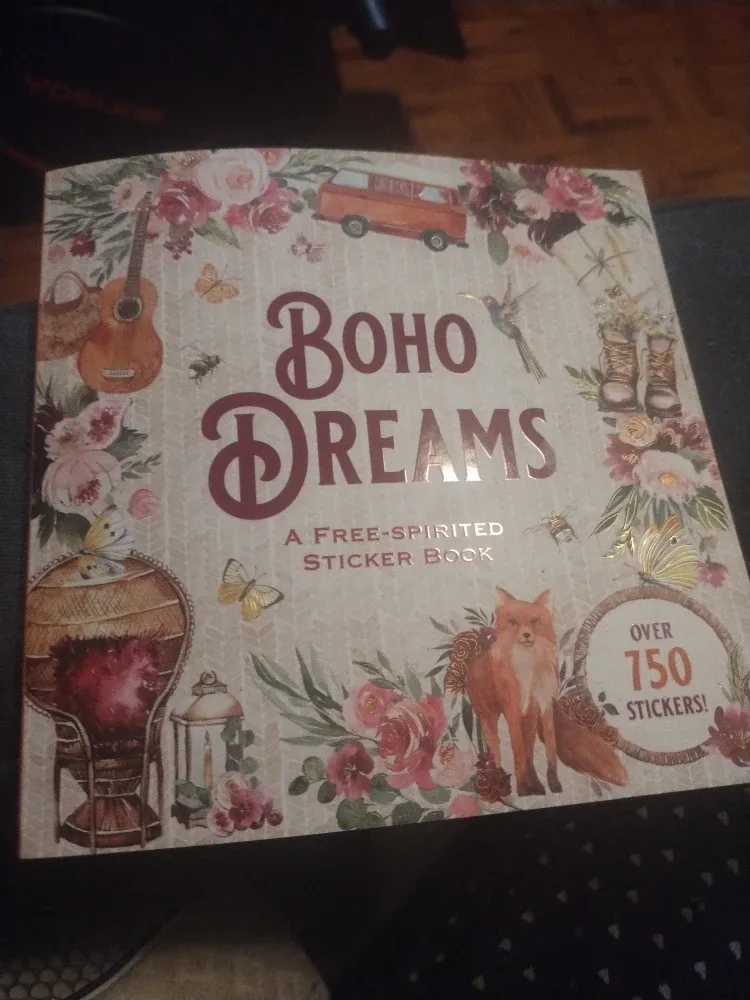 BOHO
DREAMS
A FREE-SPIRITED
STICKER BOOK
OVER
750
STICKERS!